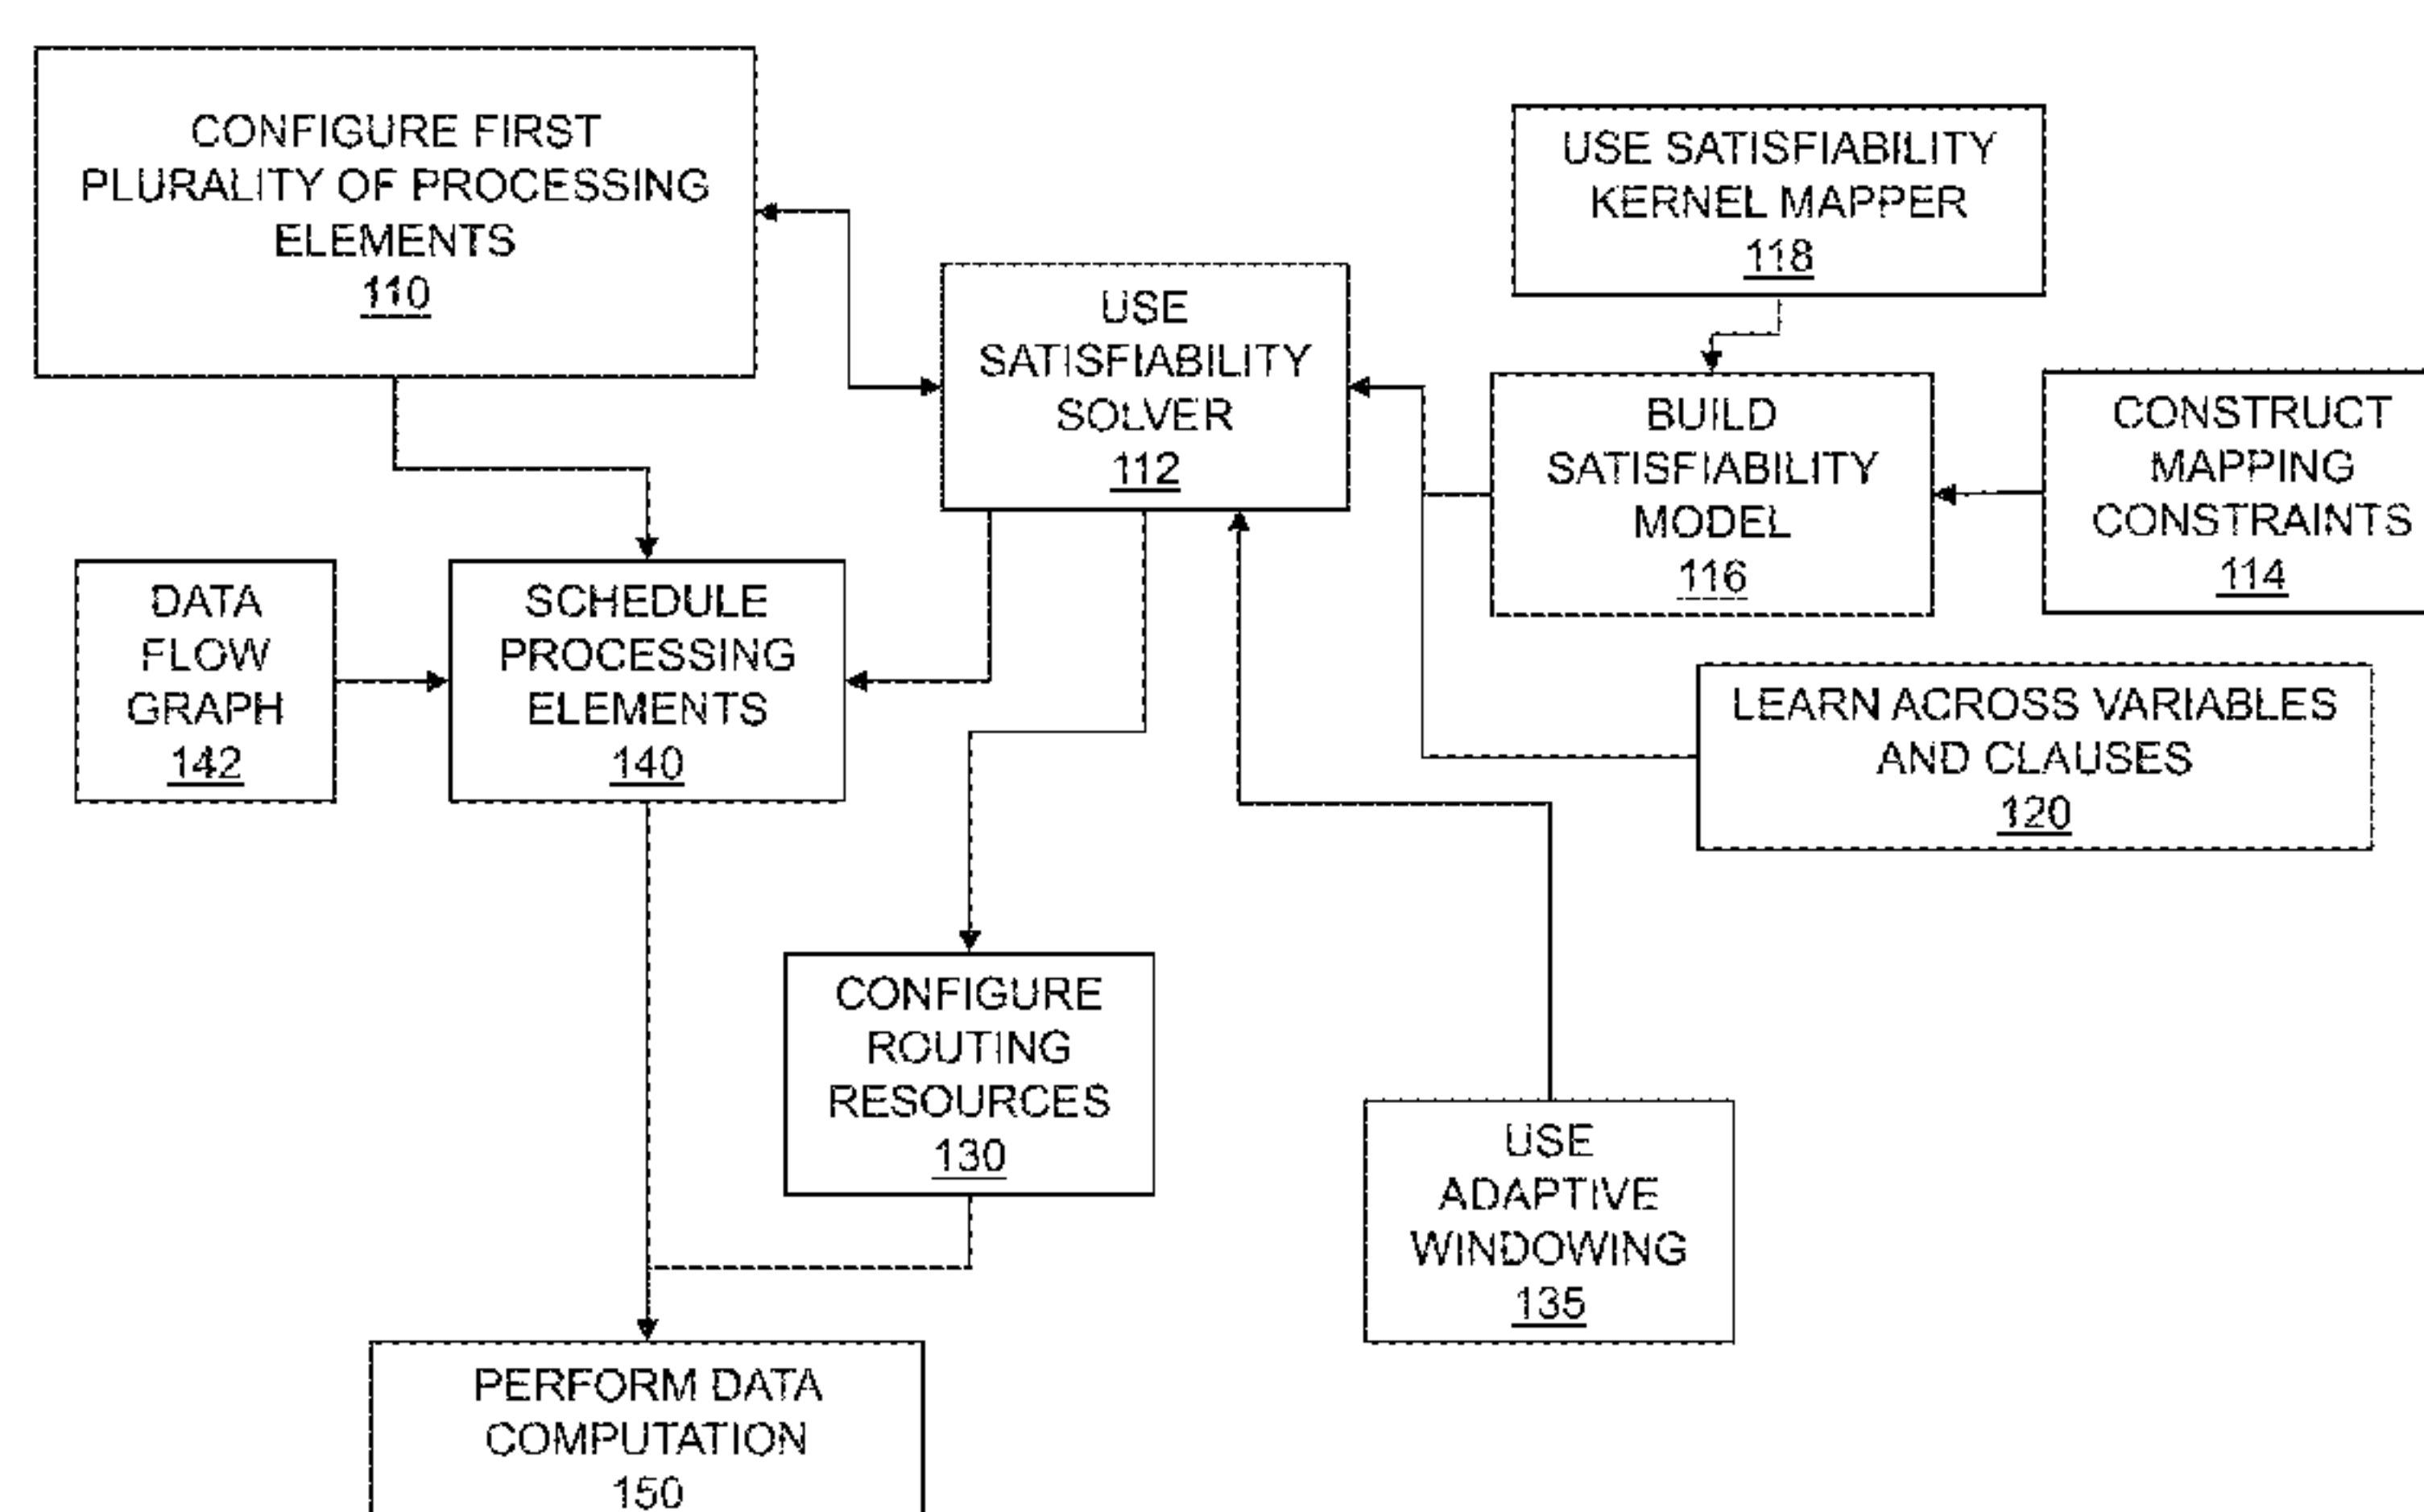 CONFIGURE FIRST
PLURALITY OF PROCESSING
ELEMENTS
110
USE SATISFIABILITY
KERNEL MAPPER
118
USE
SATISFIABILITY
SOLVER
112
BUILD
SATISFIABILITY
MODEL
116
CONSTRUCT
MAPPING
CONSTRAINTS
114
DATA
FLOW
GRAPH
142
SCHEDULE
PROCESSING
ELEMENTS
140
LEARN ACROSS VARIABLES
AND CLAUSES
120
CONFIGURE
ROUTING
RESOURCES
130
USE
ADAPTIVE
WINDOWING
135
PERFORM DATA
COMPUTATION
150